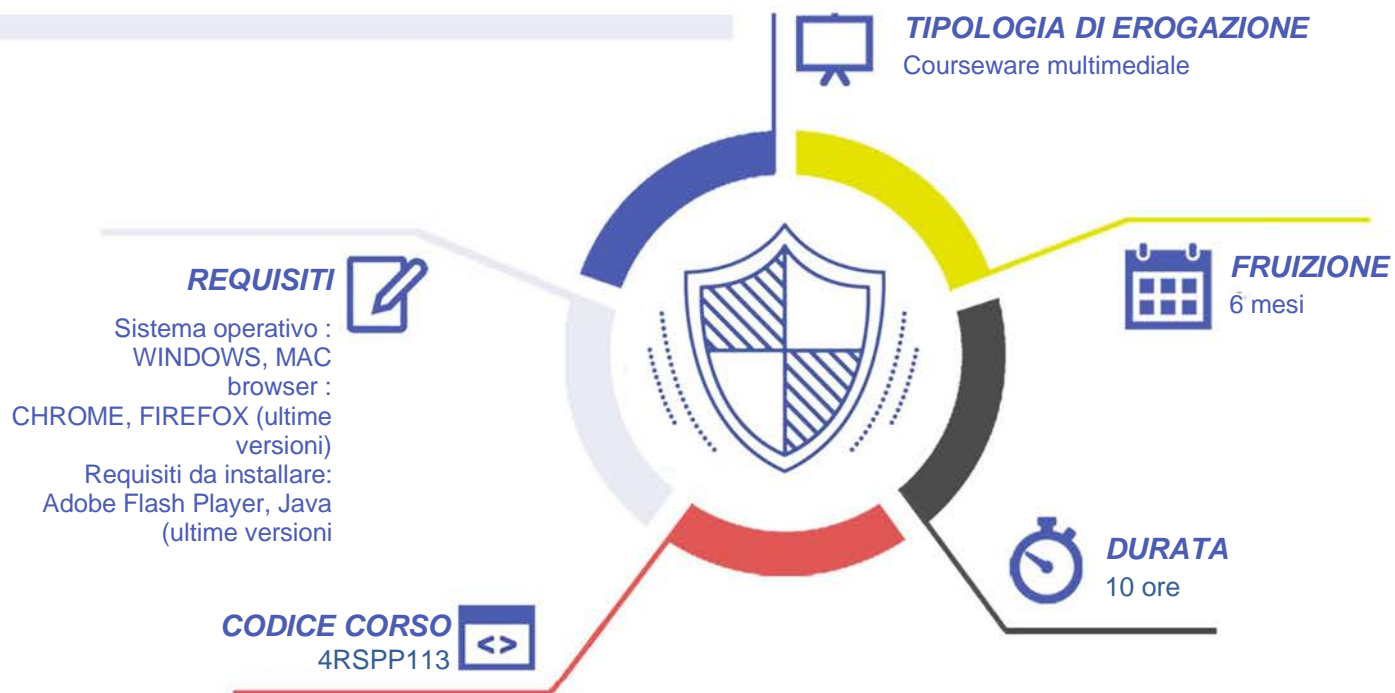 TIPOLOGIA DI EROGAZIONE
Courseware multimediale
REQUISITI
Sistema operativo :
WINDOWS, MAC
browser :
CHROME, FIREFOX (ultime
versioni)
Requisiti da installare:
Adobe Flash Player, Java
(ultime versioni
FRUIZIONE
6 mesi
DURATA
10 ore
CODICE CORSO
4RSPP113
<>